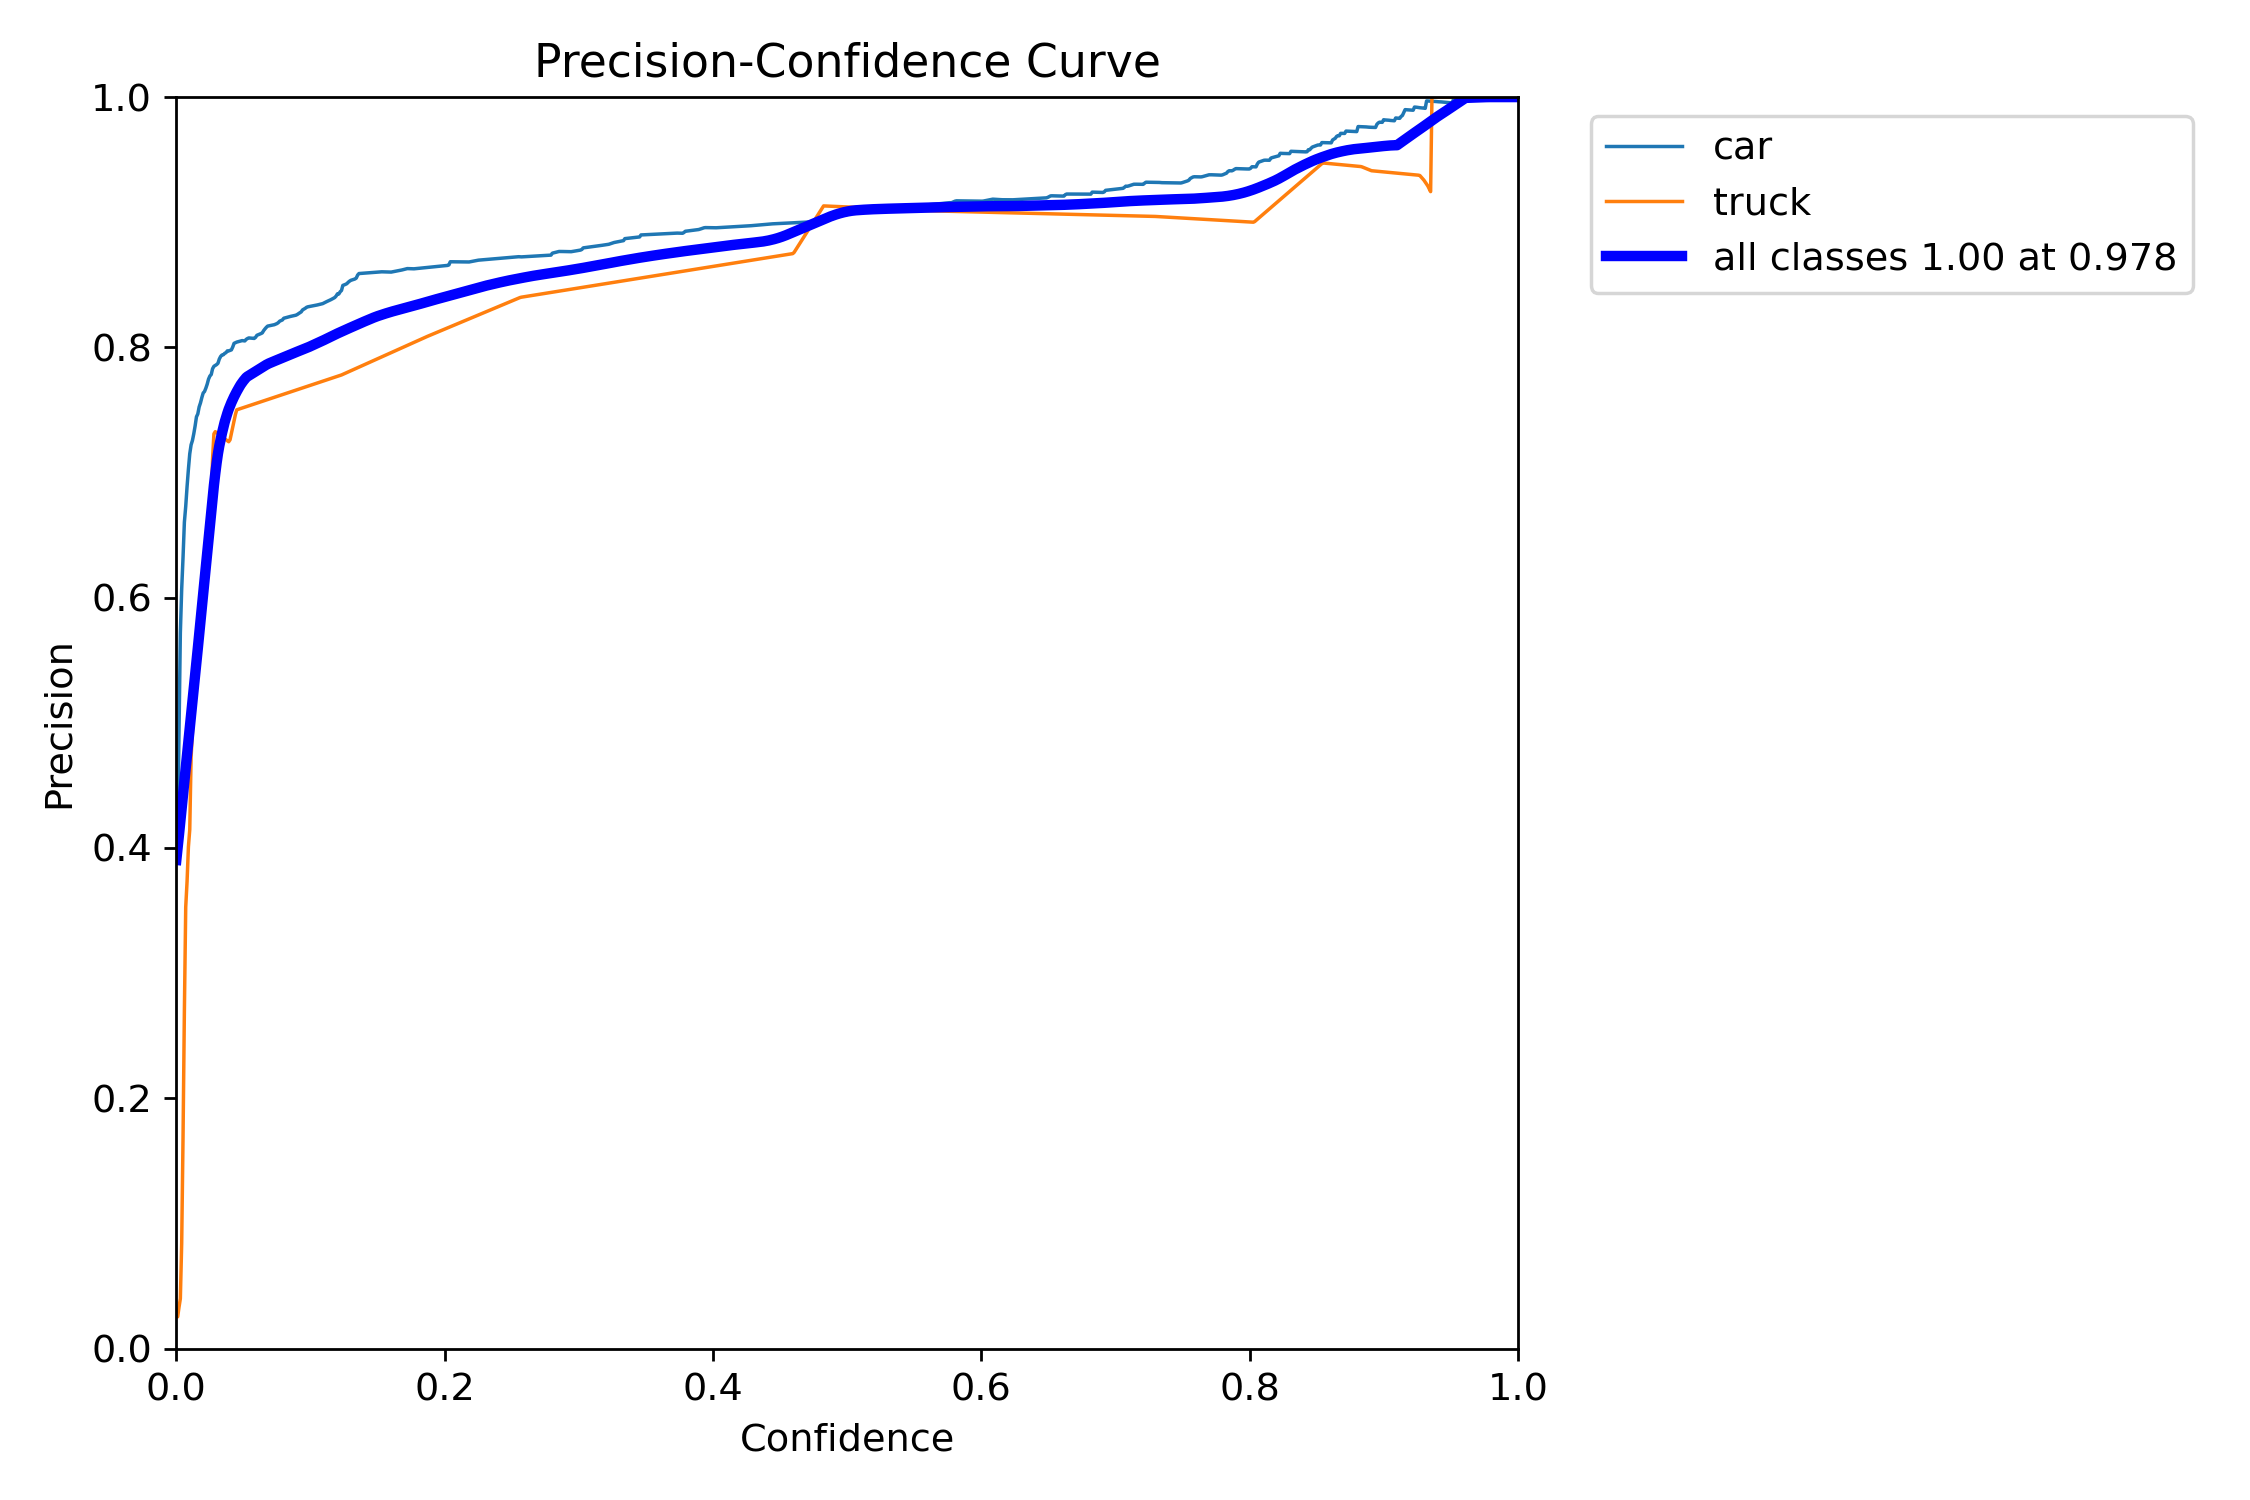 Precision-Confidence Curve
1.0
0.8
0.6
0.4
0.2
0.0
Precision
0.0 0.2 0.4 0.6 0.8 1.0
Confidence
car
truck
all classes 1.00 at 0.978